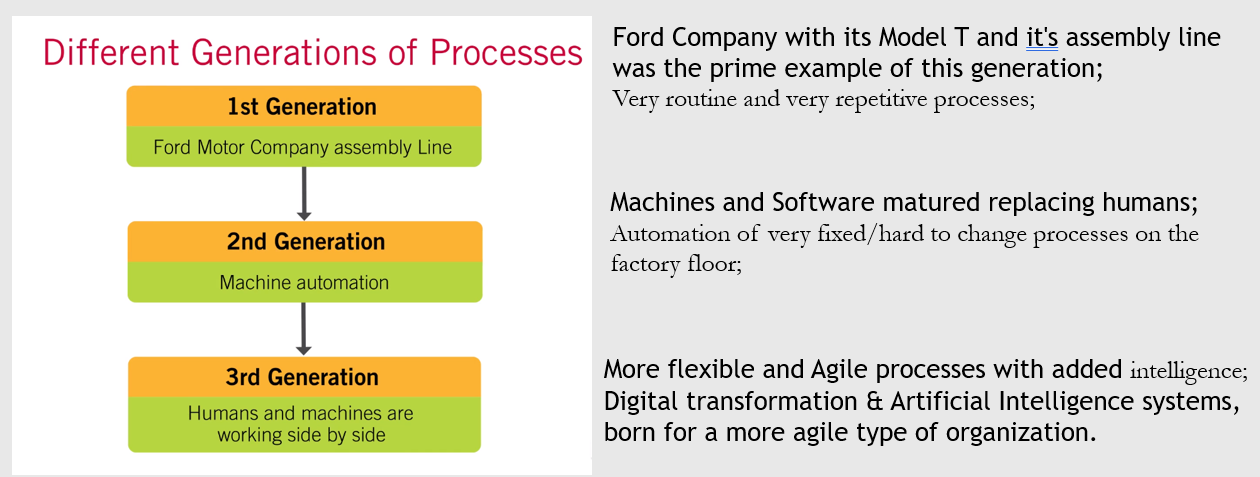 Different Generations of Processes
1st Generation
Ford Motor Company assembly Line
2nd Generation
Machine automation
3rd Generation
Humans and machines are
working side by side
Ford Company with its Model T and it's assembly line
was the prime example of this generation;
Very routine and very repetitive processes;
Machines and Software matured replacing humans;
Automation of very fixed/hard to change processes on the
factory floor;
More flexible and Agile processes with added intelligence;
Digital transformation & Artificial Intelligence systems,
born for a more agile type of organization.